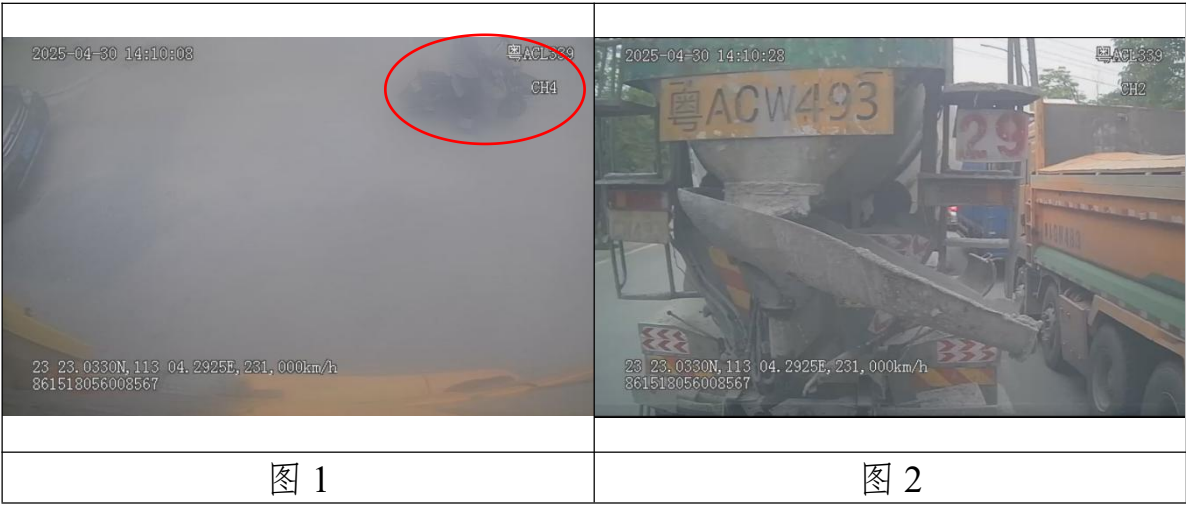 2025-04-30 14:10:08
粤ACL339
CH4
23 23.0330N,113 04.2925E,231,000km/h
861518056008567
图 1
2025-04-30 14:10:28
粤ACL339
CH2
粤ACW493
29
23 23.0330N,113 04.2925E,231,000km/h
861518056008567
图 2